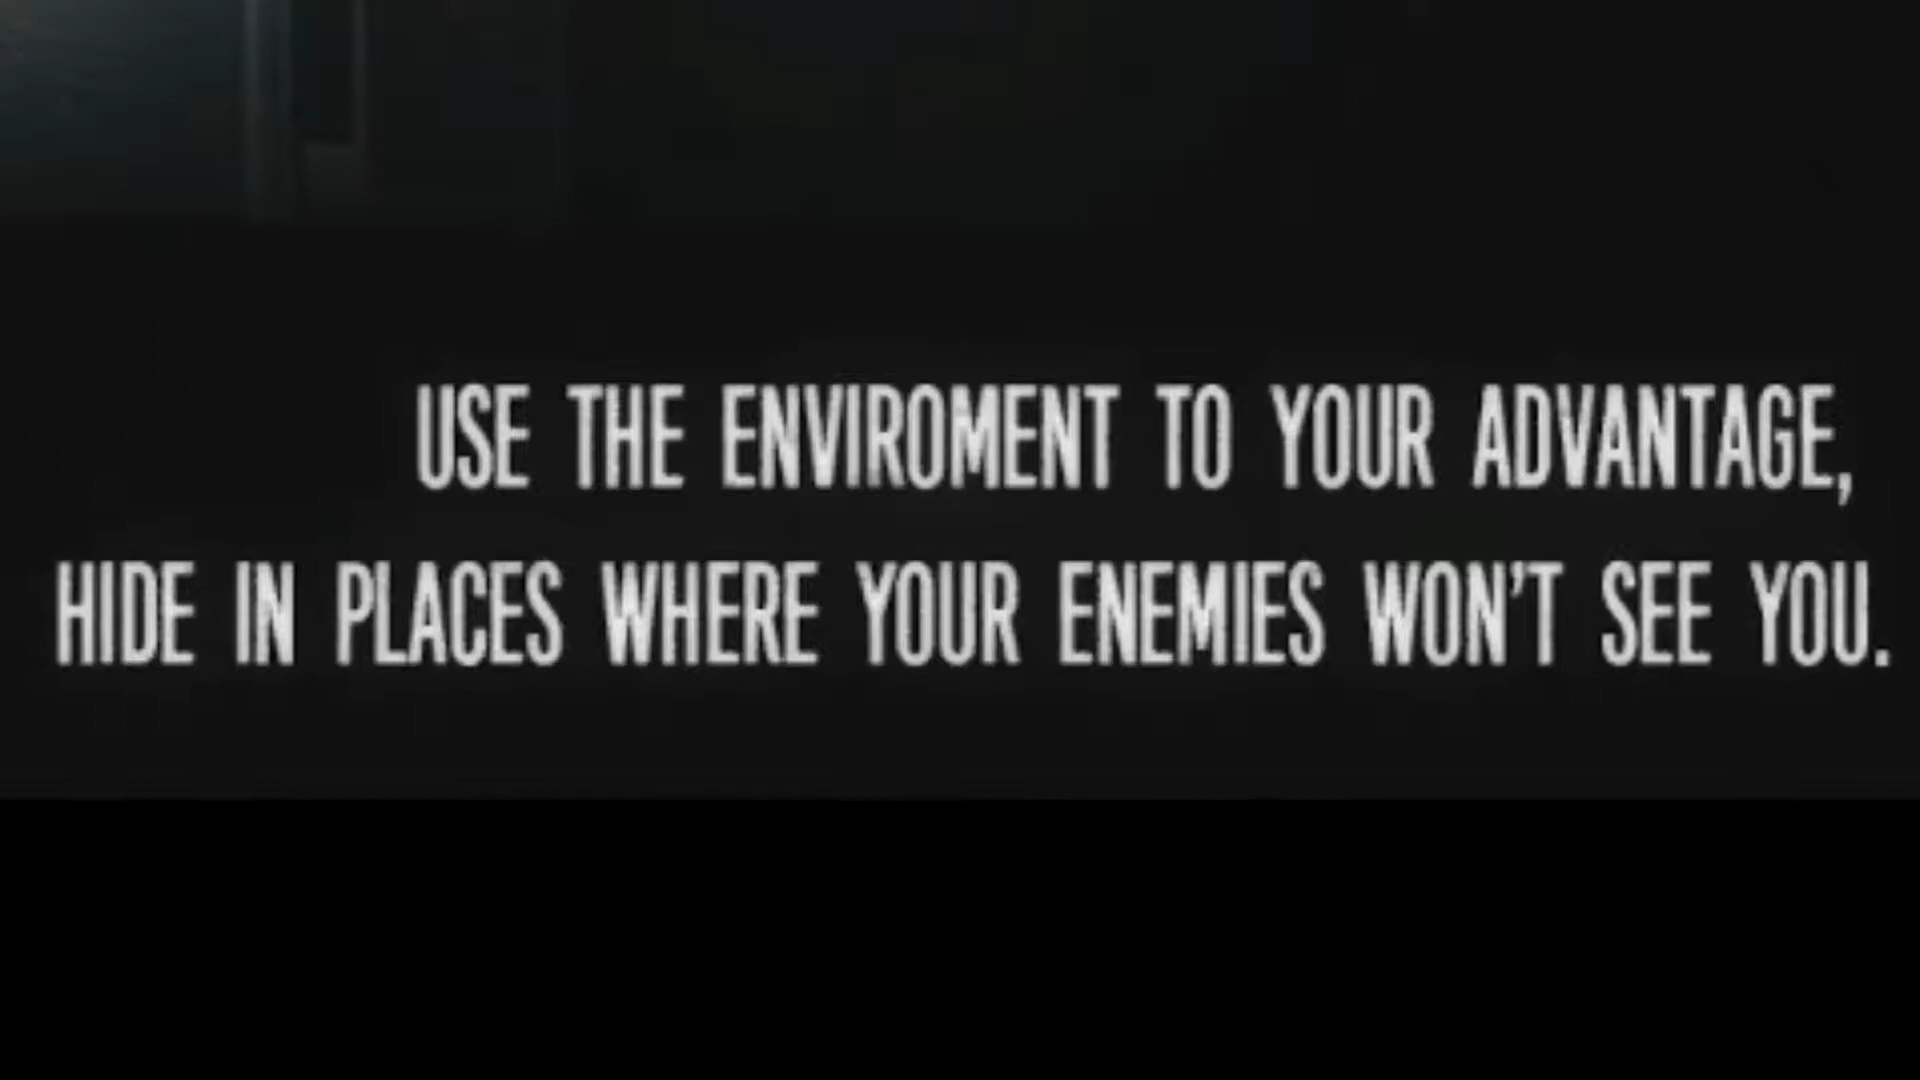 USE THE ENVIROMENT TO YOUR ADVANTAGE,
HIDE IN PLACES WHERE YOUR ENEMIES WON'T SEE YOU.